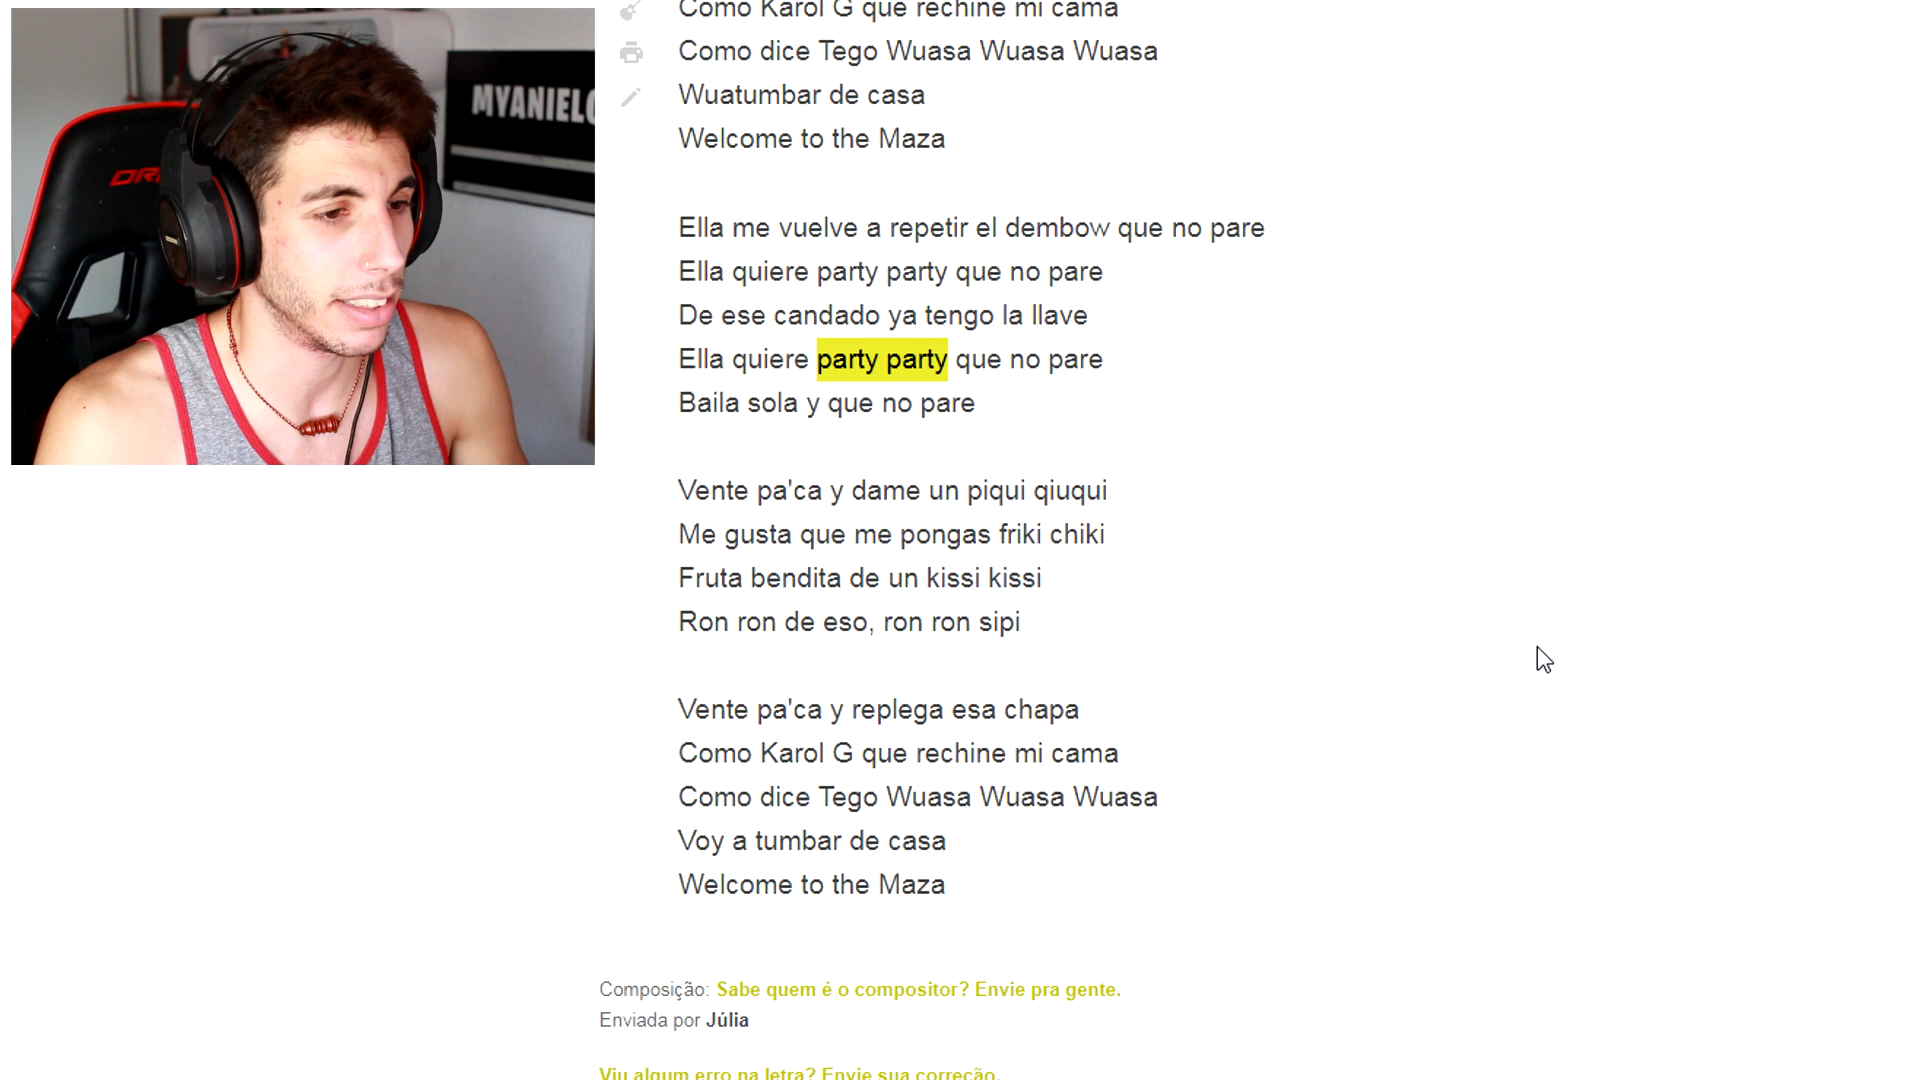 Como Karol G que rechine mi cama
Como dice Tego Wuasa Wuasa Wuasa
Wuatumbar de casa
Welcome to the Maza
Ella me vuelve a repetir el dembow que no pare
Ella quiere party party que no pare
De ese candado ya tengo la llave
Ella quiere party party que no pare
Baila sola y que no pare
Vente pa'ca y dame un piqui qiuqui
Me gusta que me pongas friki chiki
Fruta bendita de un kissi kissi
Ron ron de eso, ron ron sipi
Vente pa'ca y replega esa chapa
Como Karol G que rechine mi cama
Como dice Tego Wuasa Wuasa Wuasa
Voy a tumbar de casa
Welcome to the Maza
Composição: Sabe quem é o compositor? Envie pra gente.
Enviada por Júlia
Viu algum erro na letra? Envie sua correção.
MYANIELO